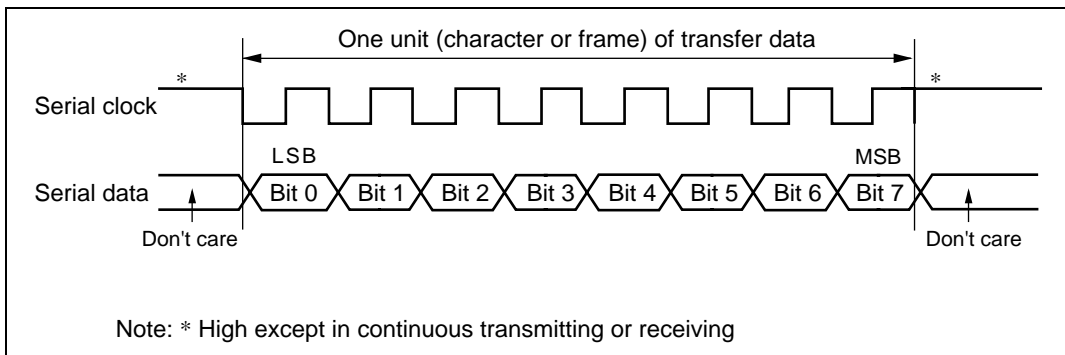 One unit (character or frame) of transfer data
* *
Serial clock
LSB MSB
Serial data Bit 0 Bit 1 Bit 2 Bit 3 Bit 4 Bit 5 Bit 6 Bit 7
Don't care Don't care
Note: * High except in continuous transmitting or receiving